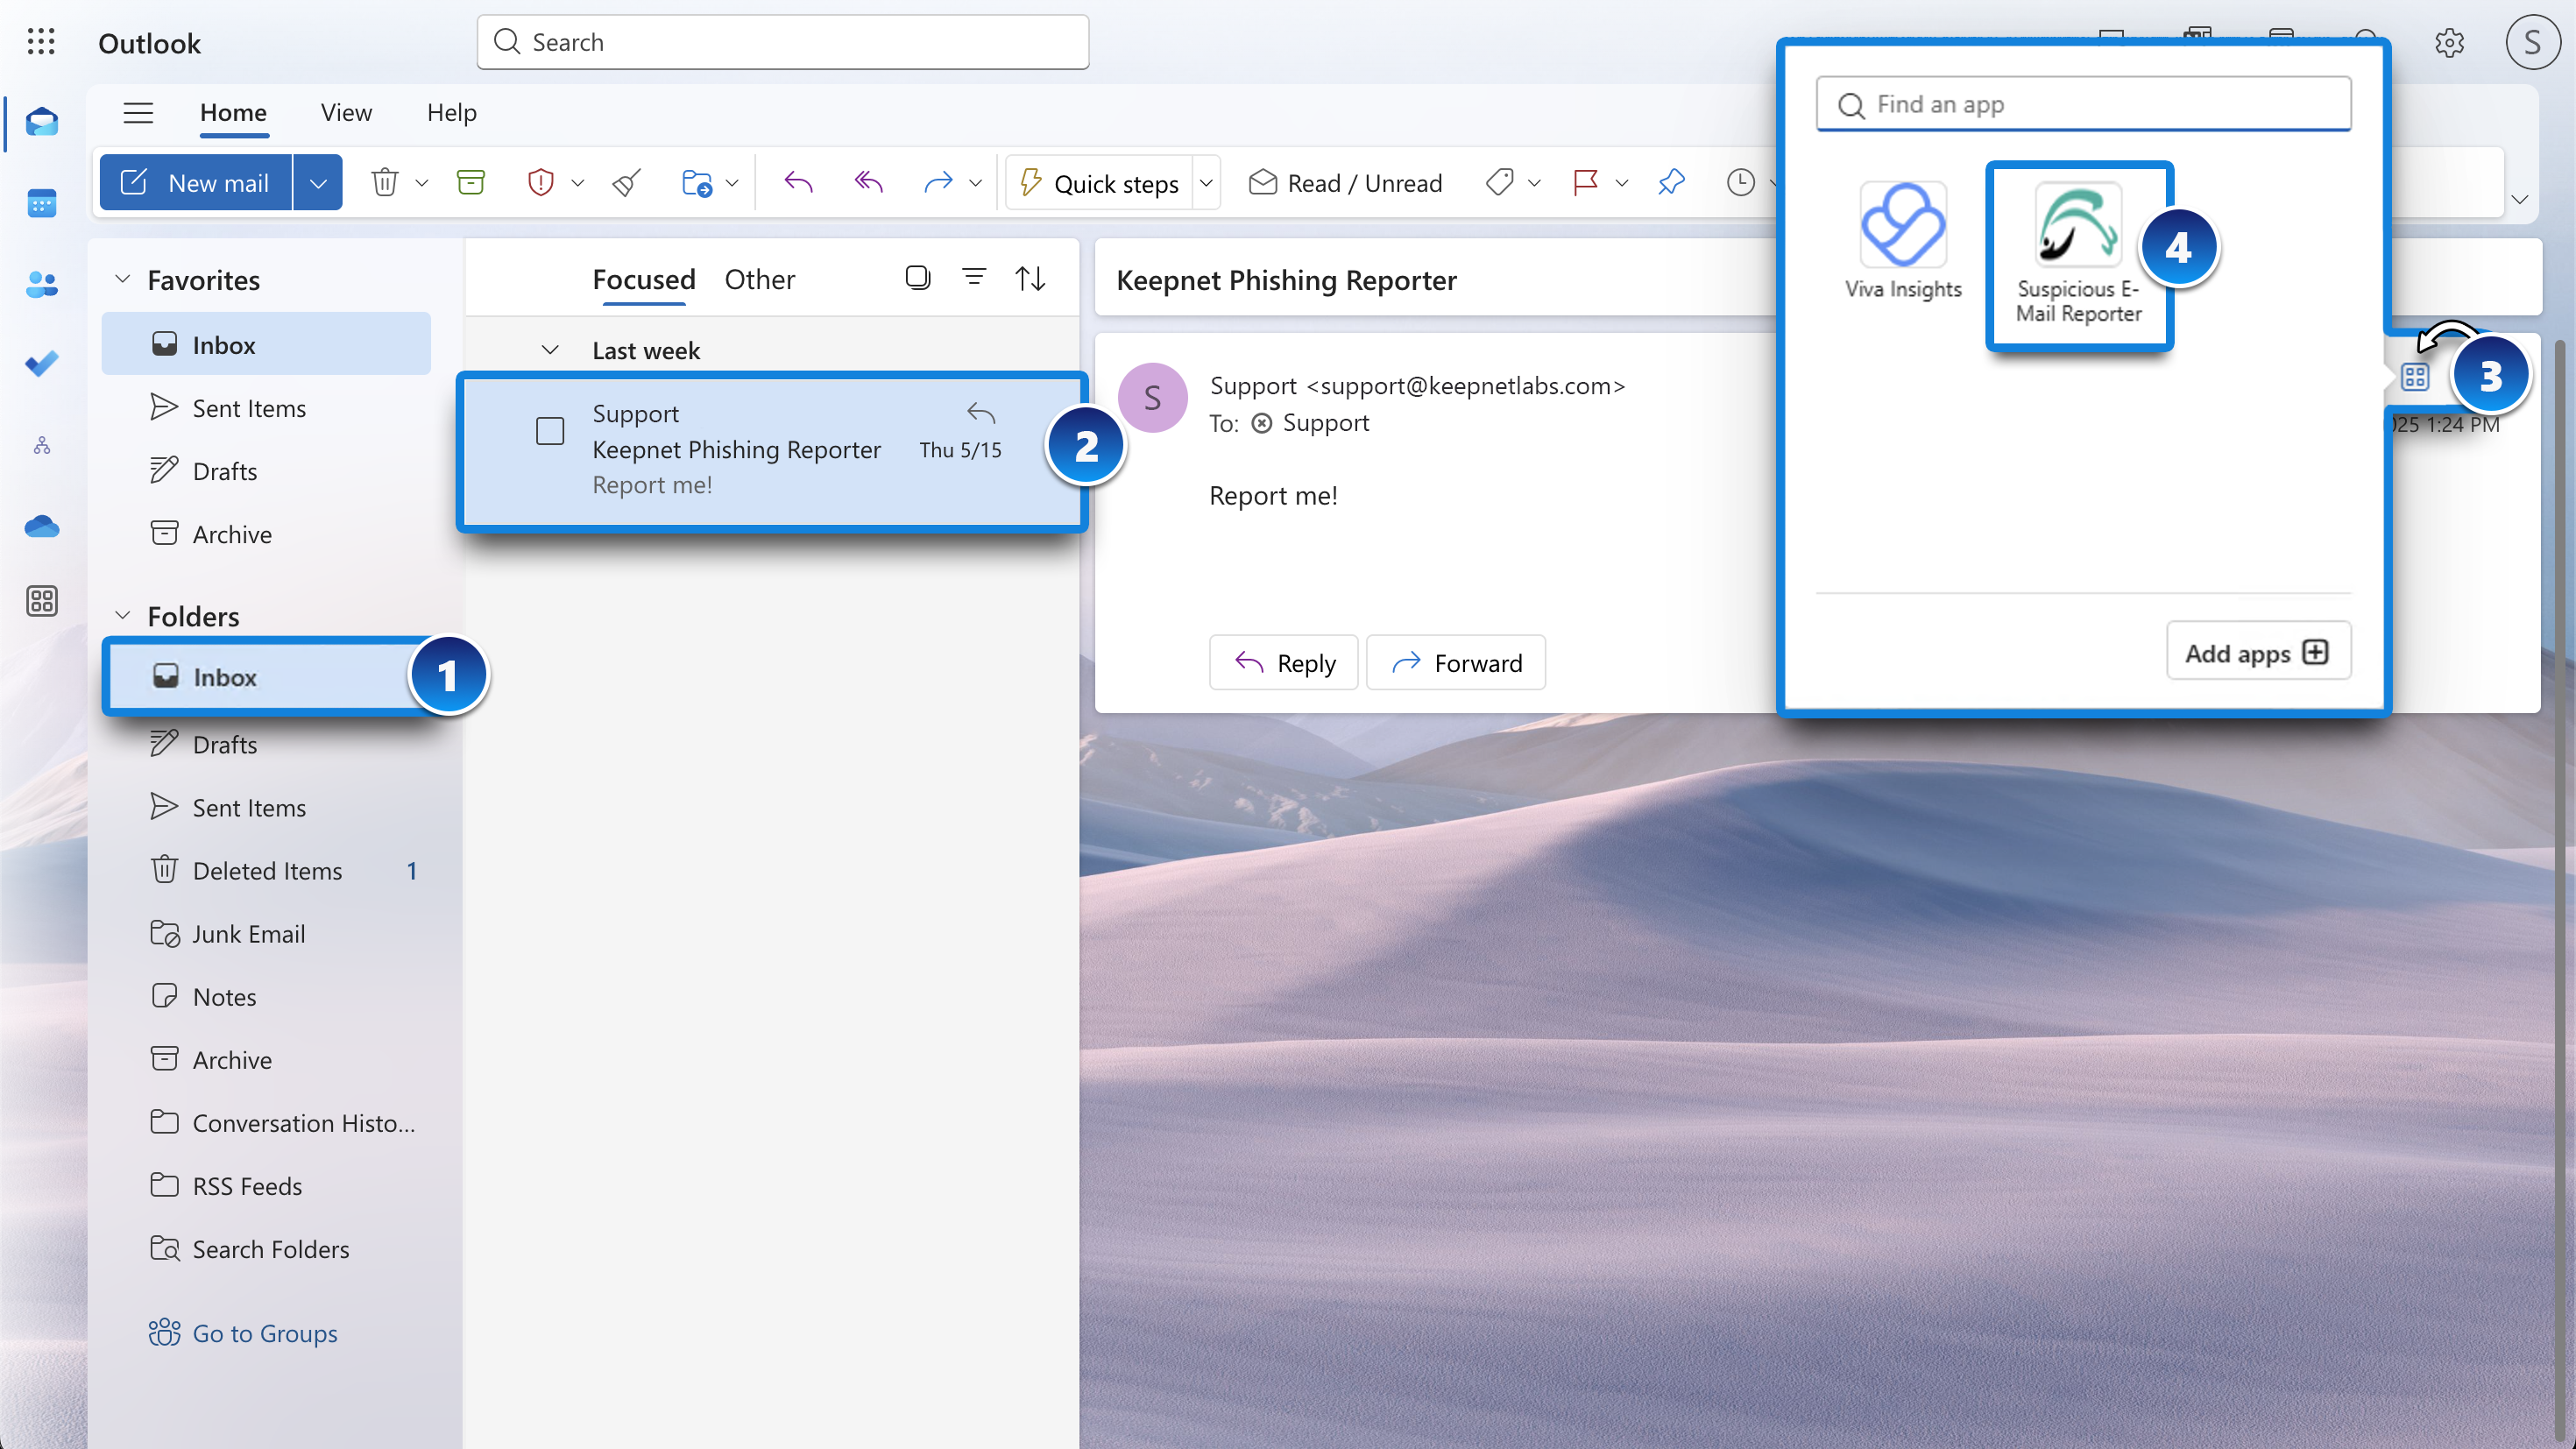 Outlook
Search
S
Home
View
Help
New mail
Quick steps
Read / Unread
Favorites
Inbox
Sent Items
Drafts
Archive
Folders
Inbox
1
Drafts
Sent Items
Deleted Items 1
Junk Email
Notes
Archive
Conversation Histo...
RSS Feeds
Search Folders
Go to Groups
Focused
Other
Last week
Support
Keepnet Phishing Reporter Thu 5/15
Report me!
2
Keepnet Phishing Reporter
S
Support <support@keepnetlabs.com>
To: Support
1:24 PM
Report me!
Reply
Forward
Find an app
Viva Insights
Suspicious E-
Mail Reporter
4
3
Add apps